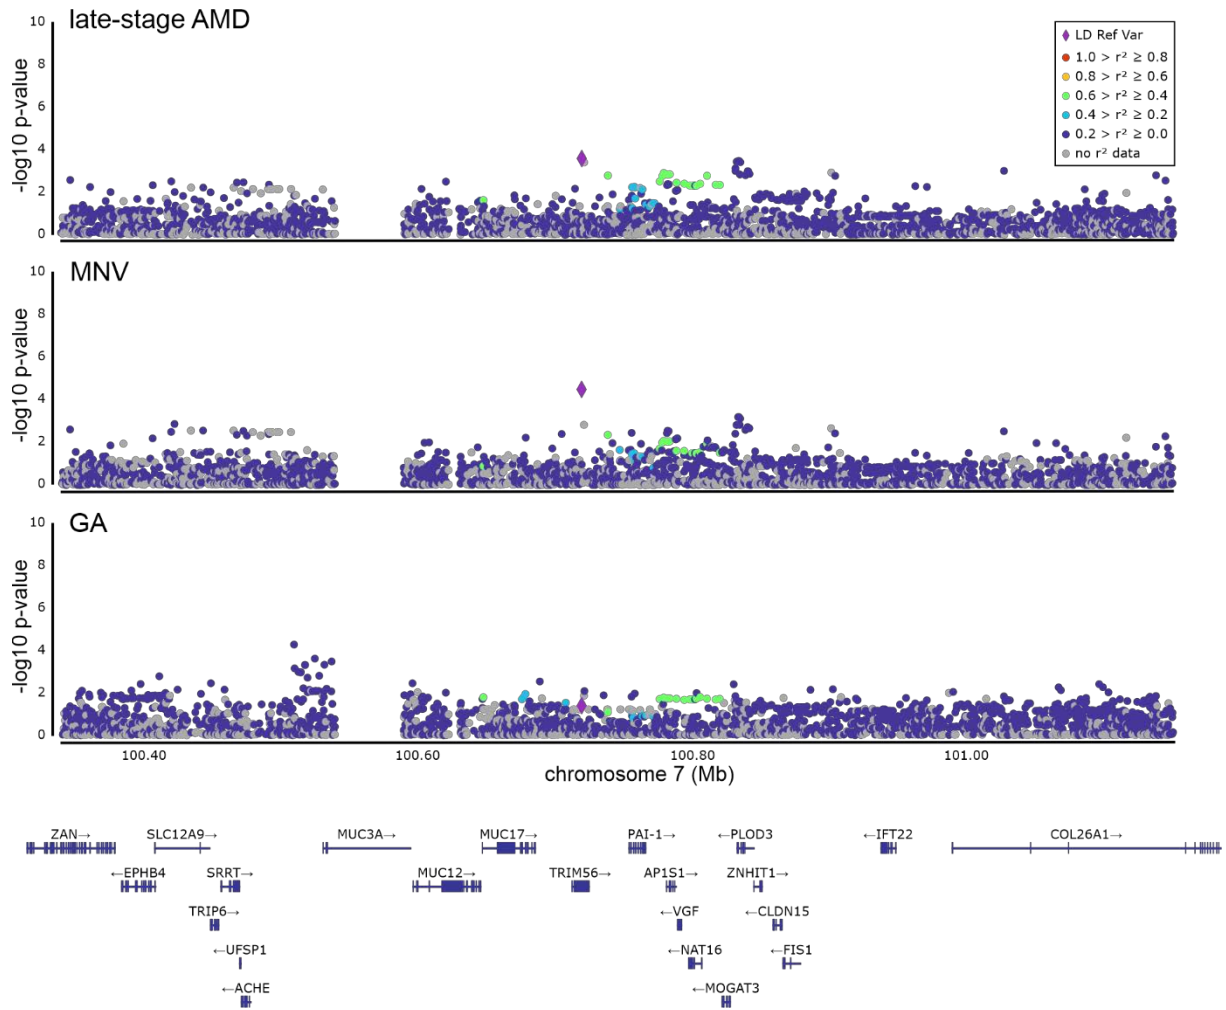 late-stage AMD
10
8
6
4
2
0
-log10 p-value
LD Ref Var
1.0 > r² ≥ 0.8
0.8 > r² ≥ 0.6
0.6 > r² ≥ 0.4
0.4 > r² ≥ 0.2
0.2 > r² ≥ 0.0
no r² data
MNV
10
8
6
4
2
0
-log10 p-value
GA
10
8
6
4
2
0
-log10 p-value
100.40 100.60 100.80 101.00
chromosome 7 (Mb)
ZAN→ SLC12A9→ MUC3A→ MUC17→ PAI-1→ ←PLOD3 ←IFT22 COL26A1→
←EPHB4 SRRT→ MUC12→ TRIM56→ AP1S1→ ZNHIT1→
TRIP6→ ←VGF ←CLDN15
←UFSP1 ←NAT16 ←FIS1
←ACHE ←MOGAT3